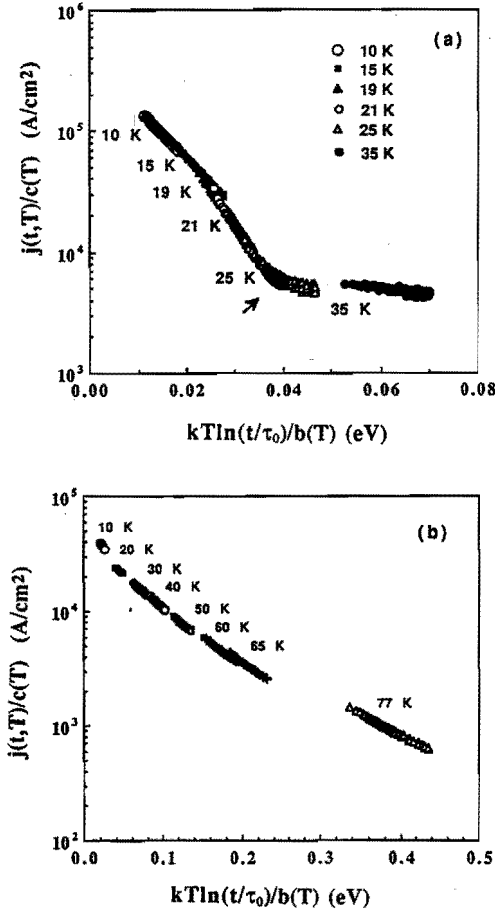 10⁶
(a)
10 K
15 K
19 K
21 K
25 K
35 K
10⁵
10 K
15 K
19 K
21 K
10⁴
25 K
35 K
10³
0.00
0.02
0.04
0.06
0.08
j(t,T)/c(T) (A/cm²)
kTln(t/τ₀)/b(T) (eV)
10⁵
(b)
10 K
20 K
30 K
40 K
10⁴
50 K
60 K
65 K
10³
77 K
10²
0.0
0.1
0.2
0.3
0.4
0.5
j(t,T)/c(T) (A/cm²)
kTln(t/τ₀)/b(T) (eV)